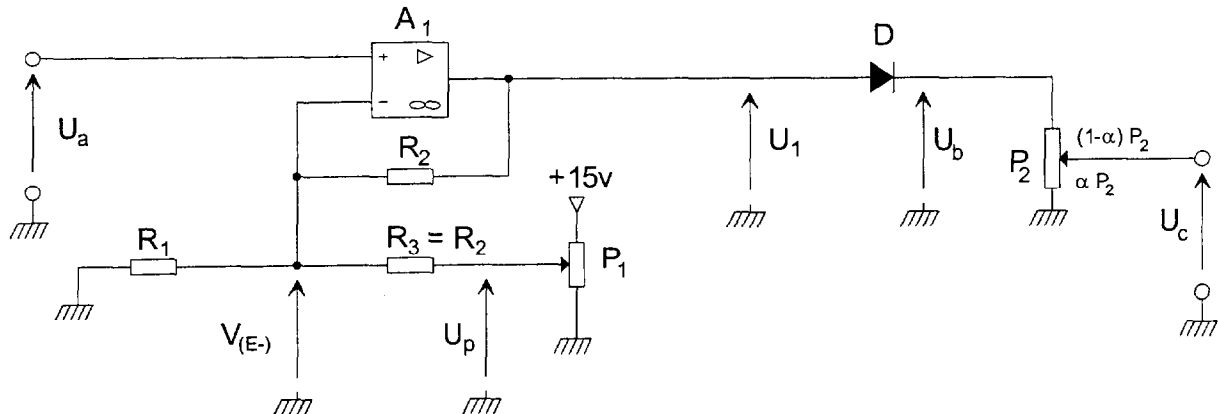 A1
+
▷
-
∞
D
Ua
R2
U1
Ub
P2
(1-α) P2
α P2
+15v
Uc
R1
R3 = R2
P1
V(E-)
Up